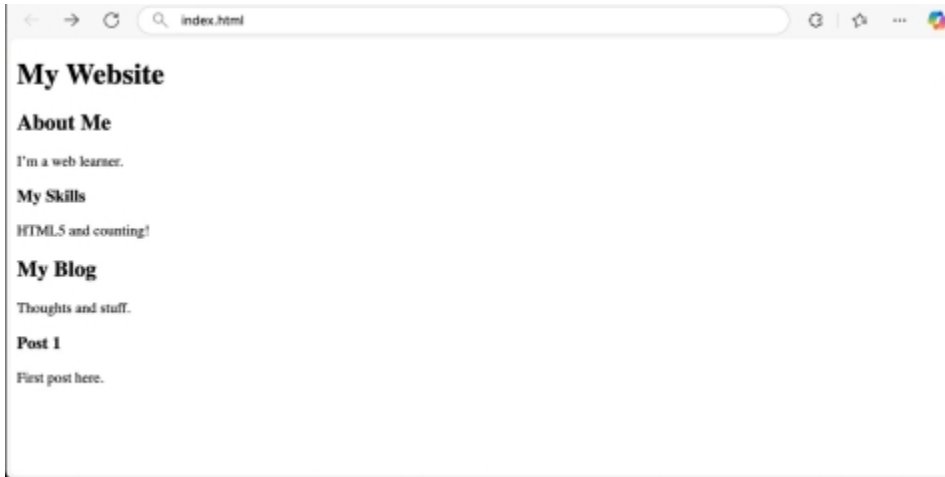 index.html
My Website
About Me
I'm a web learner.
My Skills
HTML5 and counting!
My Blog
Thoughts and stuff.
Post 1
First post here.